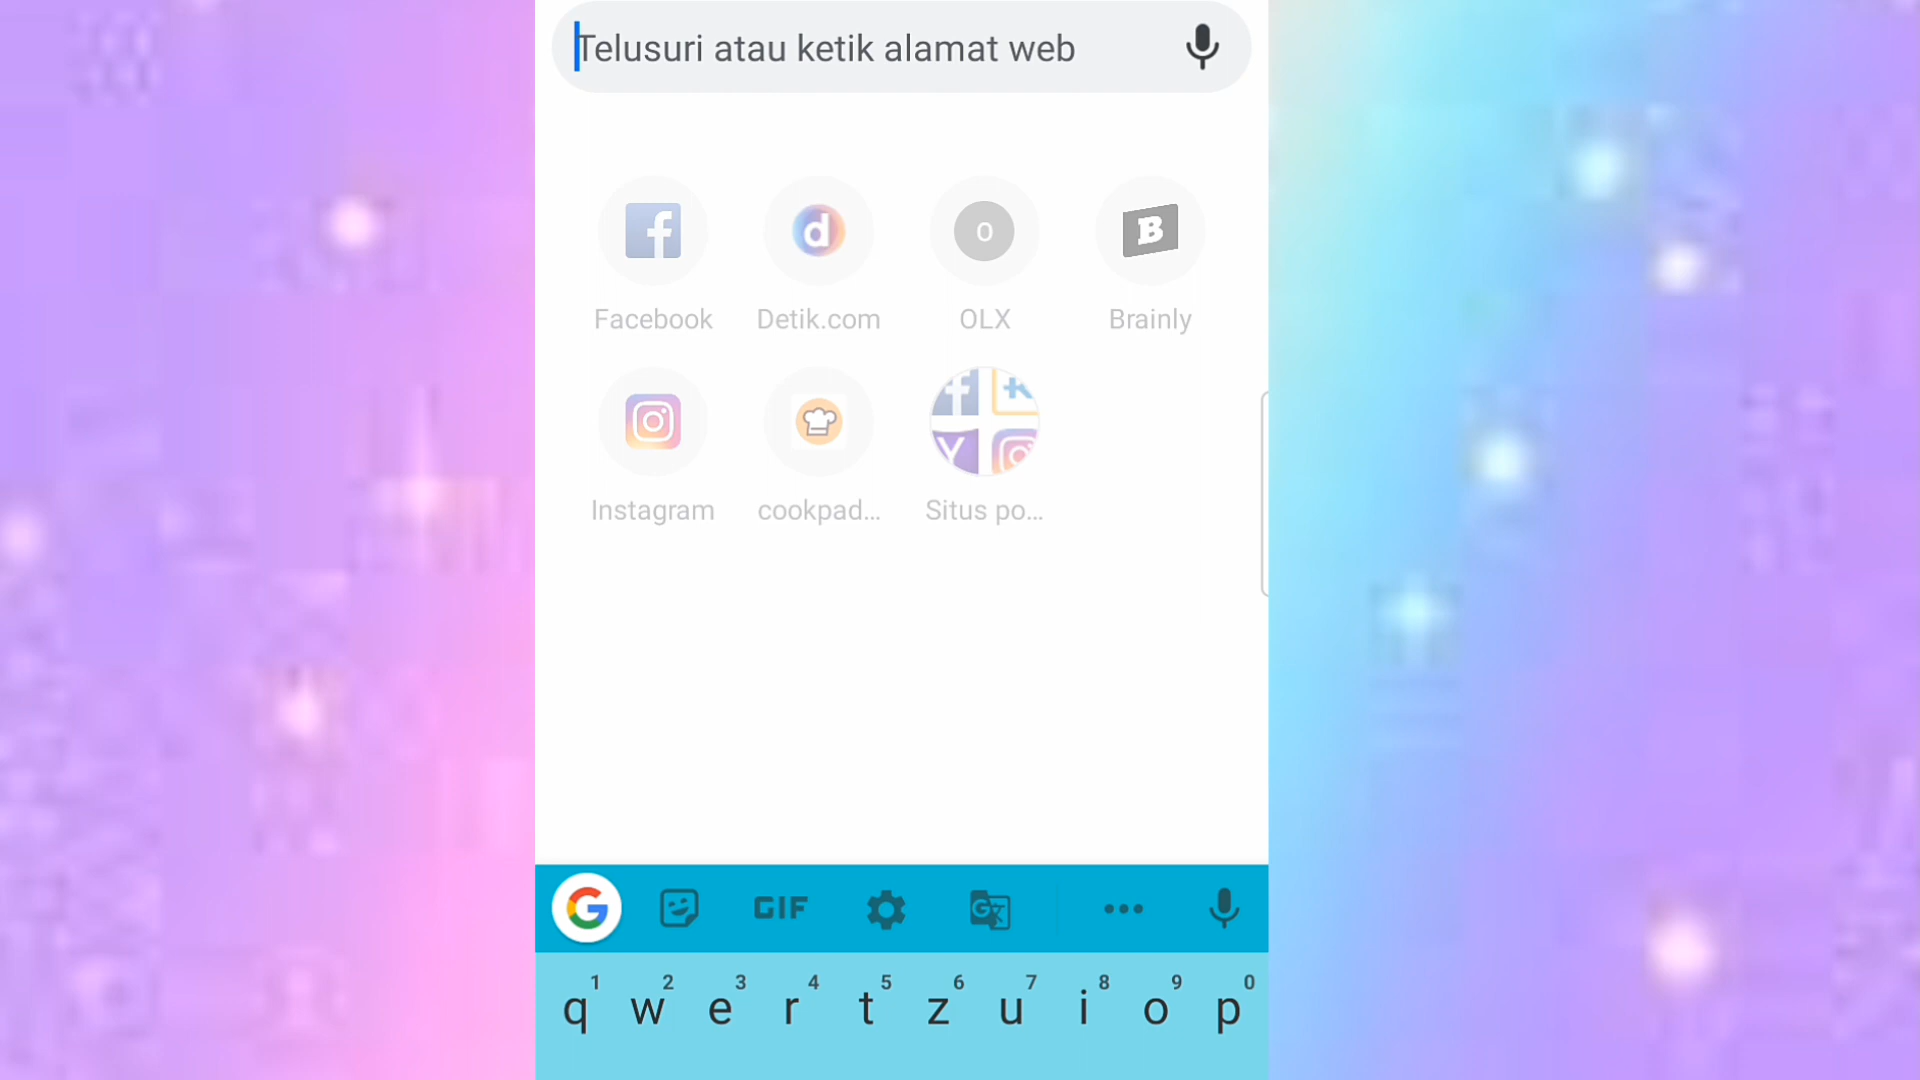 Telusuri atau ketik alamat web
f d O B
Facebook Detik.com OLX Brainly
f K
Y
Instagram cookpad... Situs po...
G GIF G
1 2 3 4 5 6 7 8 9 0
q w e r t z u i o p